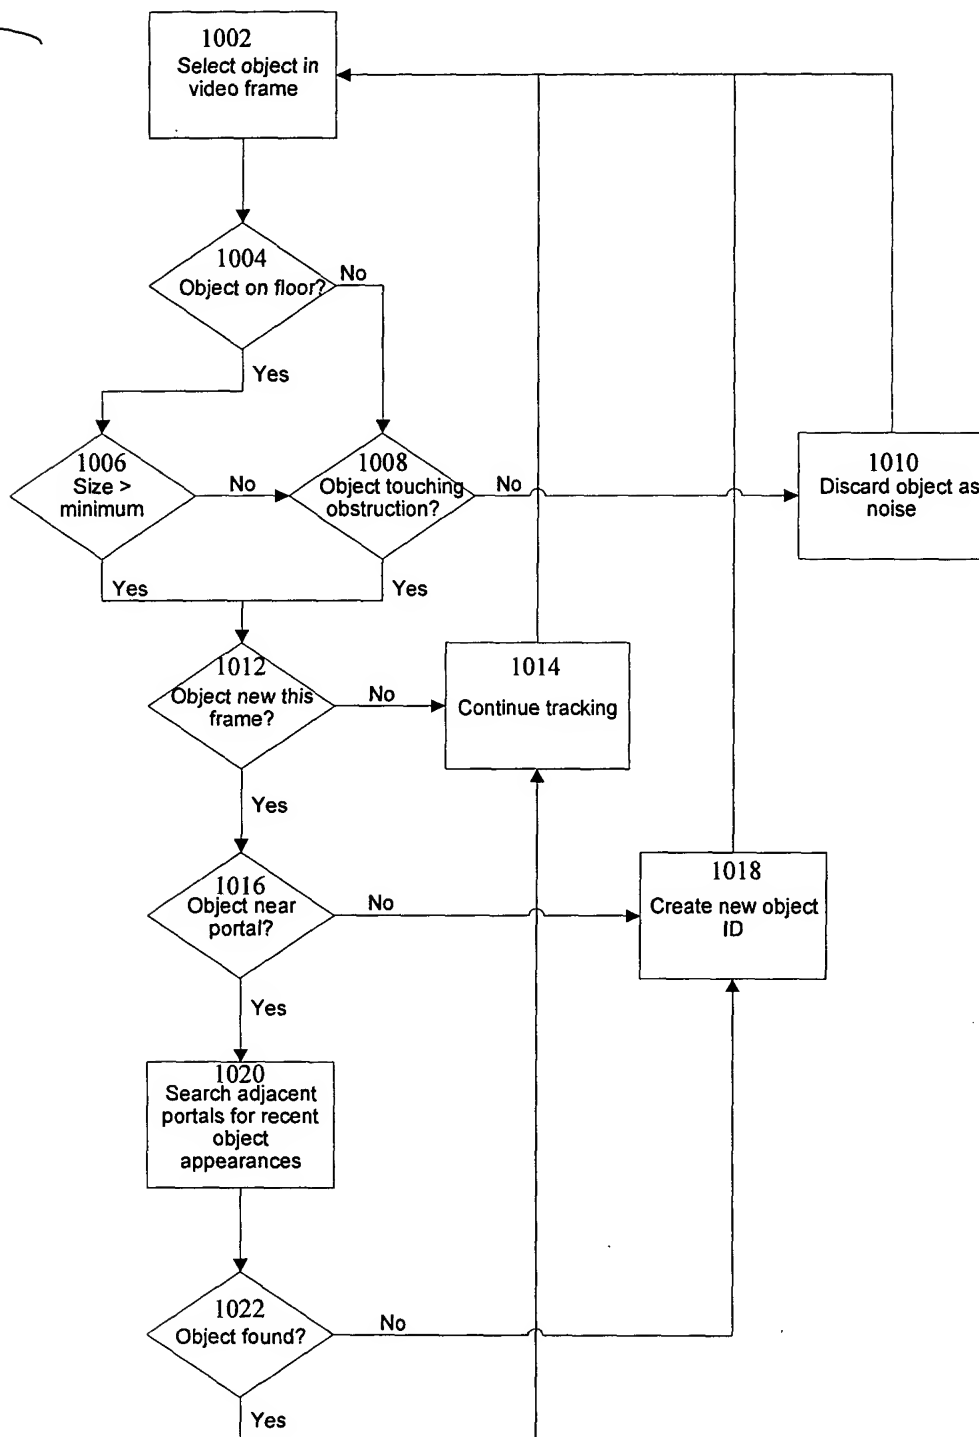 1002
Select object in
video frame
1004
Object on floor?
No
Yes
1006
Size >
minimum
No
1008
Object touching
obstruction?
No
1010
Discard object as
noise
Yes
Yes
1012
Object new this
frame?
No
1014
Continue tracking
Yes
1016
Object near
portal?
No
1018
Create new object
ID
Yes
1020
Search adjacent
portals for recent
object
appearances
1022
Object found?
No
Yes